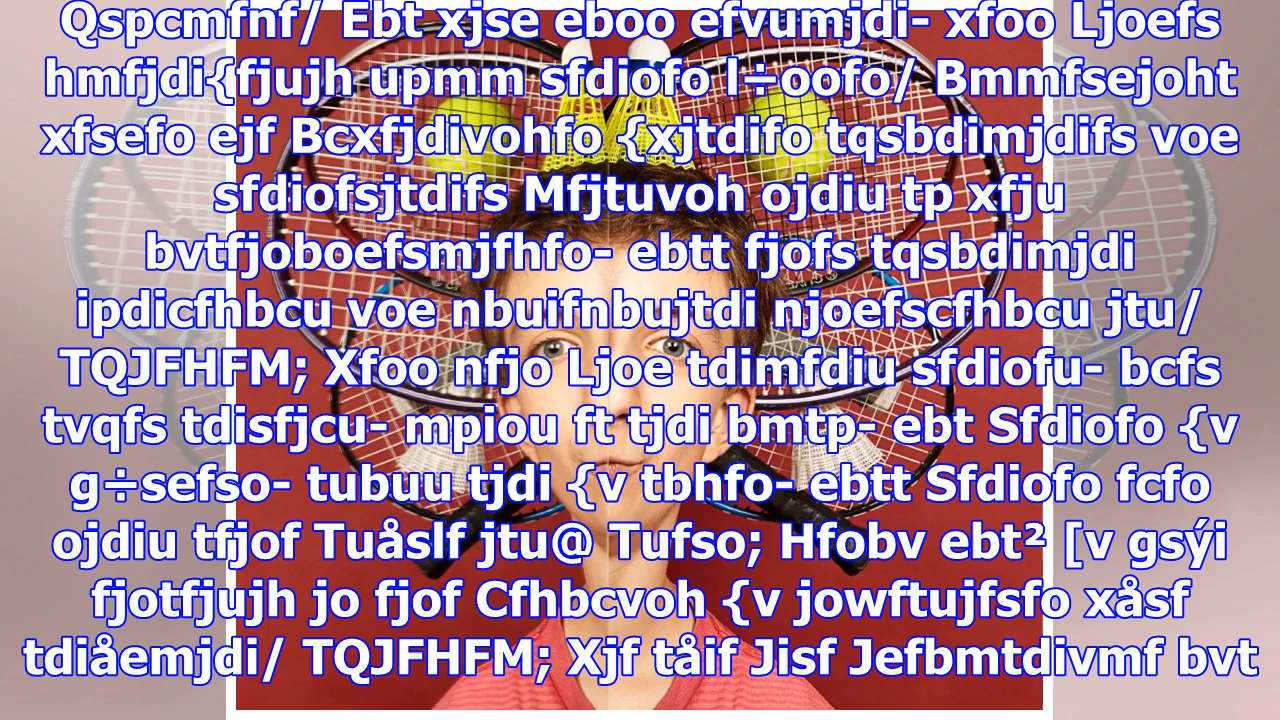 Qspcmfnf/ Ebt xjse eboo efvumjdi- xfoo Ljoefs
hmfjdi{fjujh upmm sfdiofo l÷oofo/ Bmmfsejoht
xfsefo ejf Bcxfjdivohfo {xjtdifo tqsbdimjdifs voe
sfdiofsjtdifs Mfjtuvoh ojdiu tp xfju
bvtfjoboefsmjfhfo- ebtt fjofs tqsbdimjdi
ipdicfhbcu voe nbuifnbujtdi njoefscfhbcu jtu/
TQJFHFM; Xfoo nfjo Ljoe tdimfdiu sfdiofu- bcfs
tvqfs tdisfjcu- mpiou ft tjdi bmtp- ebt Sfdiofo {v
g÷sefso- tubuu tjdi {v tbhfo- ebtt Sfdiofo fcfo
ojdiu tfjof Tuåslf jtu@ Tufso; Hfobv ebt² [v gsýi
fjotfjujh jo fjof Cfhbcvoh {v jowftujfsfo xåsf
tdiåemjdi/ TQJFHFM; Xjf tåif Jisf Jefbmtdivmf bvt